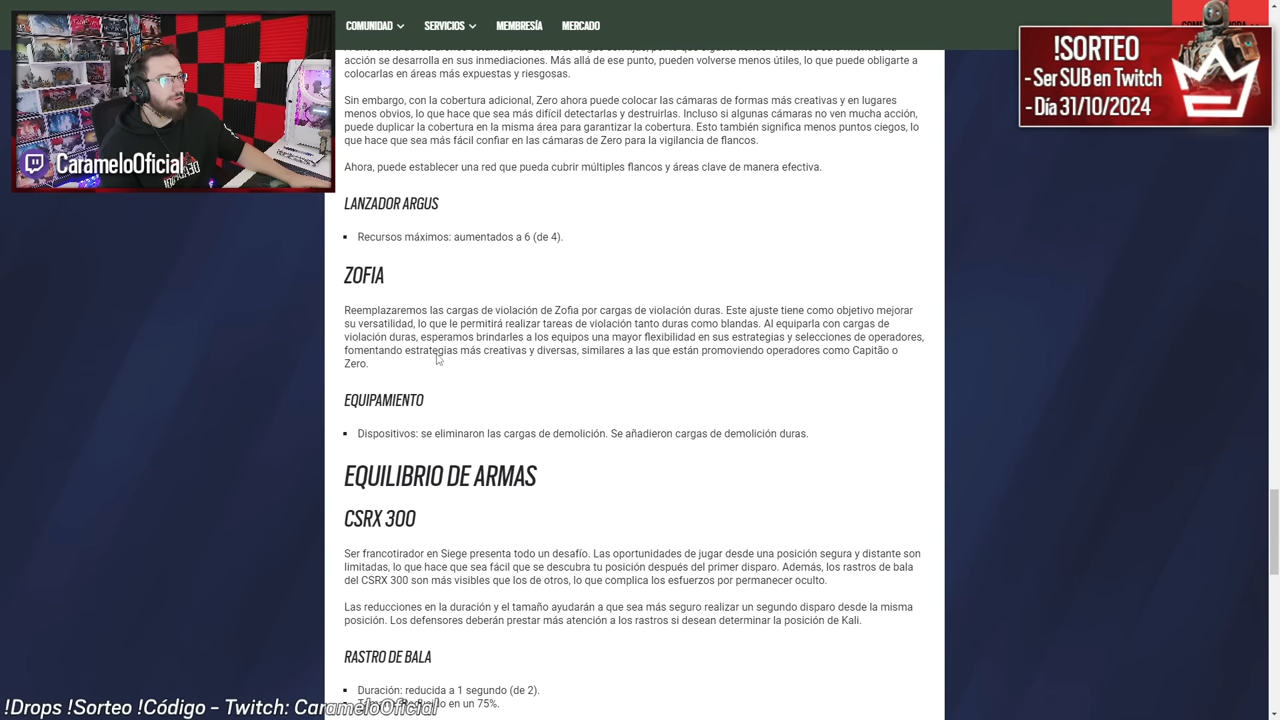 COMUNIDAD SERVICIOS MEMBRESÍA MERCADO
!SORTEO
- Ser SUB en Twitch
- Día 31/10/2024
CarameloOficial
acción se desarrolla en sus inmediaciones. Más allá de ese punto, pueden volverse menos útiles, lo que puede obligarte a
colocarlas en áreas más expuestas y riesgosas.
Sin embargo, con la cobertura adicional, Zero ahora puede colocar las cámaras de formas más creativas y en lugares
menos obvios, lo que hace que sea más difícil detectarlas y destruirlas. Incluso si algunas cámaras no ven mucha acción,
puede duplicar la cobertura en la misma área para garantizar la cobertura. Esto también significa menos puntos ciegos, lo
que hace que sea más fácil confiar en las cámaras de Zero para la vigilancia de flancos.
Ahora, puede establecer una red que pueda cubrir múltiples flancos y áreas clave de manera efectiva.
LANZADOR ARGUS
Recursos máximos: aumentados a 6 (de 4).
ZOFIA
Reemplazaremos las cargas de violación de Zofia por cargas de violación duras. Este ajuste tiene como objetivo mejorar
su versatilidad, lo que le permitirá realizar tareas de violación tanto duras como blandas. Al equiparla con cargas de
violación duras, esperamos brindarles a los equipos una mayor flexibilidad en sus estrategias y selecciones de operadores,
fomentando estrategias más creativas y diversas, similares a las que están promoviendo operadores como Capitão o
Zero.
EQUIPAMIENTO
Dispositivos: se eliminaron las cargas de demolición. Se añadieron cargas de demolición duras.
EQUILIBRIO DE ARMAS
CSRX 300
Ser francotirador en Siege presenta todo un desafío. Las oportunidades de jugar desde una posición segura y distante son
limitadas, lo que hace que sea fácil que se descubra tu posición después del primer disparo. Además, los rastros de bala
del CSRX 300 son más visibles que los de otros, lo que complica los esfuerzos por permanecer oculto.
Las reducciones en la duración y el tamaño ayudarán a que sea más seguro realizar un segundo disparo desde la misma
posición. Los defensores deberán prestar más atención a los rastros si desean determinar la posición de Kali.
RASTRO DE BALA
Duración: reducida a 1 segundo (de 2).
en un 75%.
!Drops !Sorteo !Código - Twitch: CarameloOficial